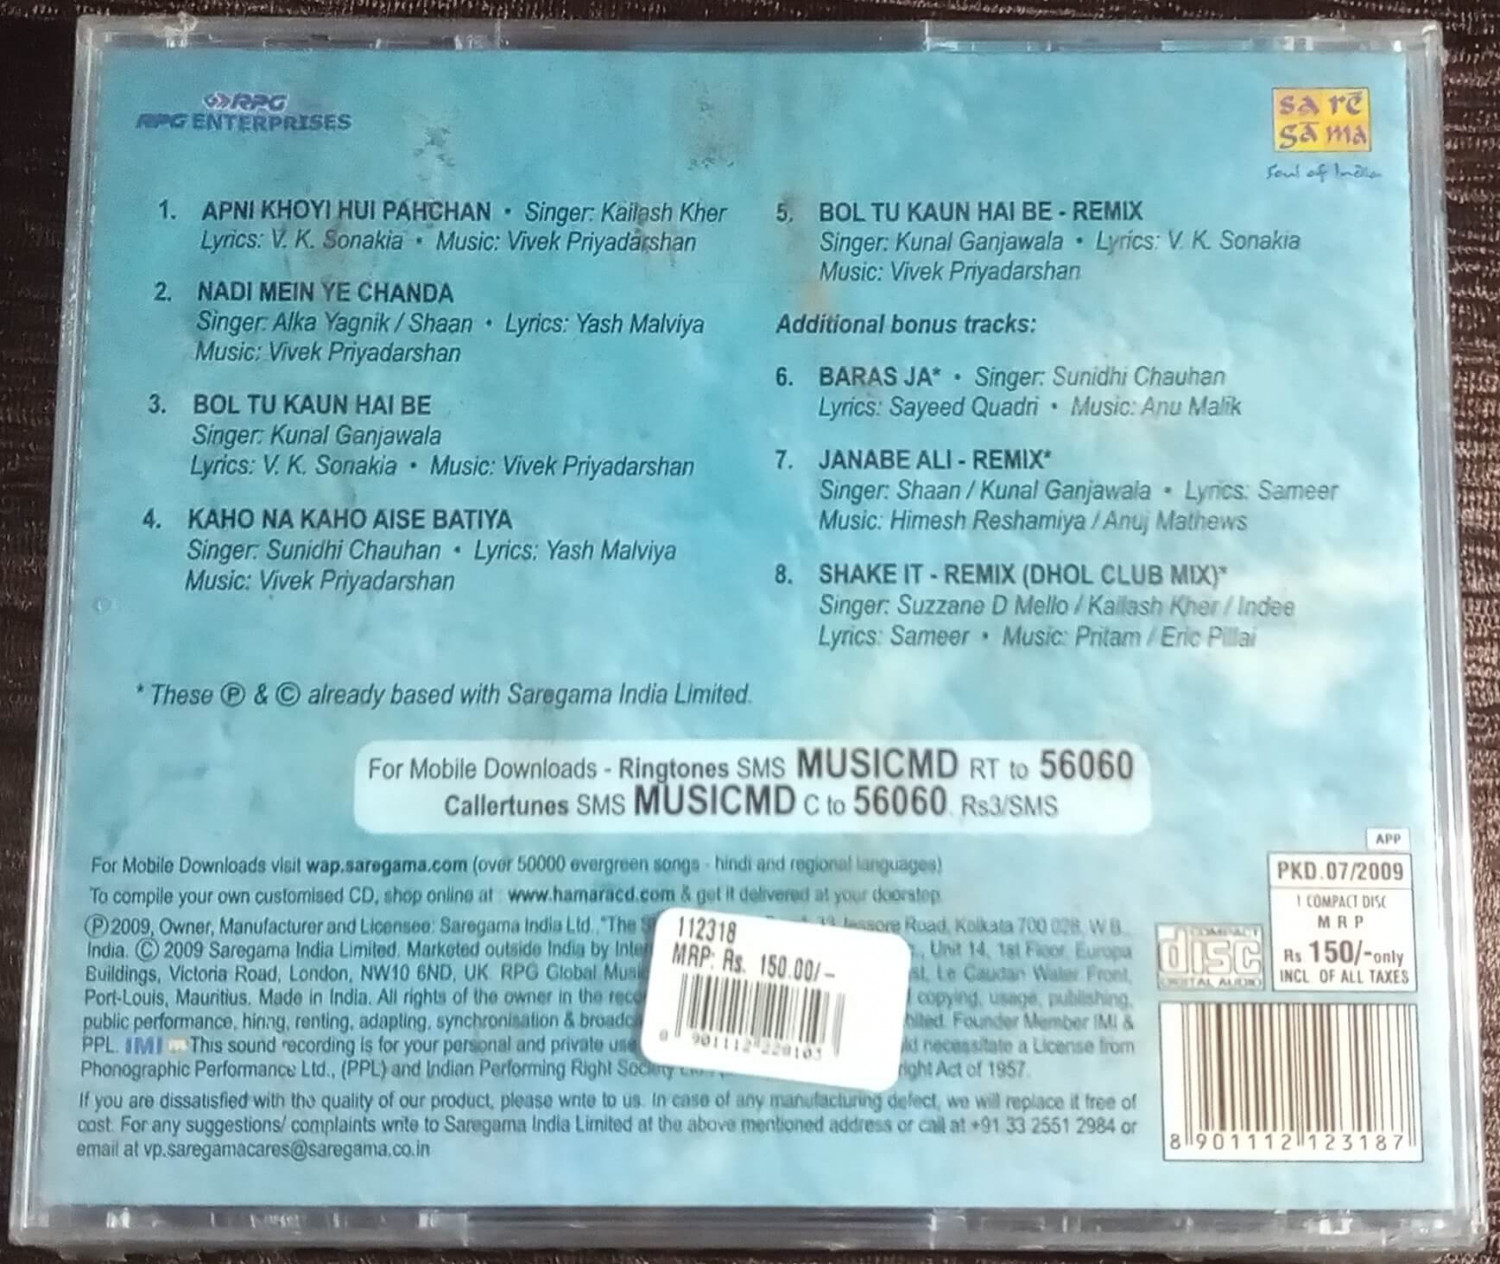 RPG
RPG ENTERPRISES
sa rē
gā ma
Soul of India
1. APNI KHOYI HUI PAHCHAN • Singer: Kailash Kher
Lyrics: V. K. Sonakia • Music: Vivek Priyadarshan
2. NADI MEIN YE CHANDA
Singer: Alka Yagnik / Shaan • Lyrics: Yash Malviya
Music: Vivek Priyadarshan
3. BOL TU KAUN HAI BE
Singer: Kunal Ganjawala
Lyrics: V. K. Sonakia • Music: Vivek Priyadarshan
4. KAHO NA KAHO AISE BATIYA
Singer: Sunidhi Chauhan • Lyrics: Yash Malviya
Music: Vivek Priyadarshan
5. BOL TU KAUN HAI BE - REMIX
Singer: Kunal Ganjawala • Lyrics: V. K. Sonakia
Music: Vivek Priyadarshan
Additional bonus tracks:
6. BARAS JA* • Singer: Sunidhi Chauhan
Lyrics: Sayeed Quadri • Music: Anu Malik
7. JANABE ALI - REMIX*
Singer: Shaan / Kunal Ganjawala • Lyrics: Sameer
Music: Himesh Reshamiya / Anuj Mathews
8. SHAKE IT - REMIX (DHOL CLUB MIX)*
Singer: Suzzane D Mello / Kailash Kher / Indee
Lyrics: Sameer • Music: Pritam / Eric Pillai
* These Ⓟ & © already based with Saregama India Limited.
For Mobile Downloads - Ringtones SMS MUSICMD RT to 56060
Callertunes SMS MUSICMD C to 56060 Rs3/SMS
For Mobile Downloads visit wap.saregama.com (over 50000 evergreen songs - hindi and regional languages)
To compile your own customised CD, shop online at : www.hamaracd.com & get it delivered at your doorstep
Ⓟ 2009, Owner, Manufacturer and Licensee: Saregama India Ltd., "The 33 Jessore Road, Kolkata 700 028, W.B.,
India. © 2009 Saregama India Limited. Marketed outside India by Unit 14, 1st Floor, Europa
Buildings, Victoria Road, London, NW10 6ND, UK RPG Global Le Caudan Water Front,
Port-Louis, Mauritius. Made in India. All rights of the owner in the copying, usage, publishing,
public performance, hiring, renting, adapting, synchronisation & Founder Member IMI &
PPL. IMI This sound recording is for your personal and private use necessitate a License from
Phonographic Performance Ltd., (PPL) and Indian Performing Right Society Act of 1957.
If you are dissatisfied with the quality of our product, please write to us. In case of any manufacturing defect, we will replace it free of
cost. For any suggestions/ complaints write to Saregama India Limited at the above mentioned address or call at +91 33 2551 2984 or
email at vp.saregamacares@saregama.co.in
112318
MRP: Rs. 150.00/-
COMPACT
disc
DIGITAL AUDIO
APP
PKD.07/2009
1 COMPACT DISC
M R P
Rs. 150/-only
INCL. OF ALL TAXES
8 901112 123187